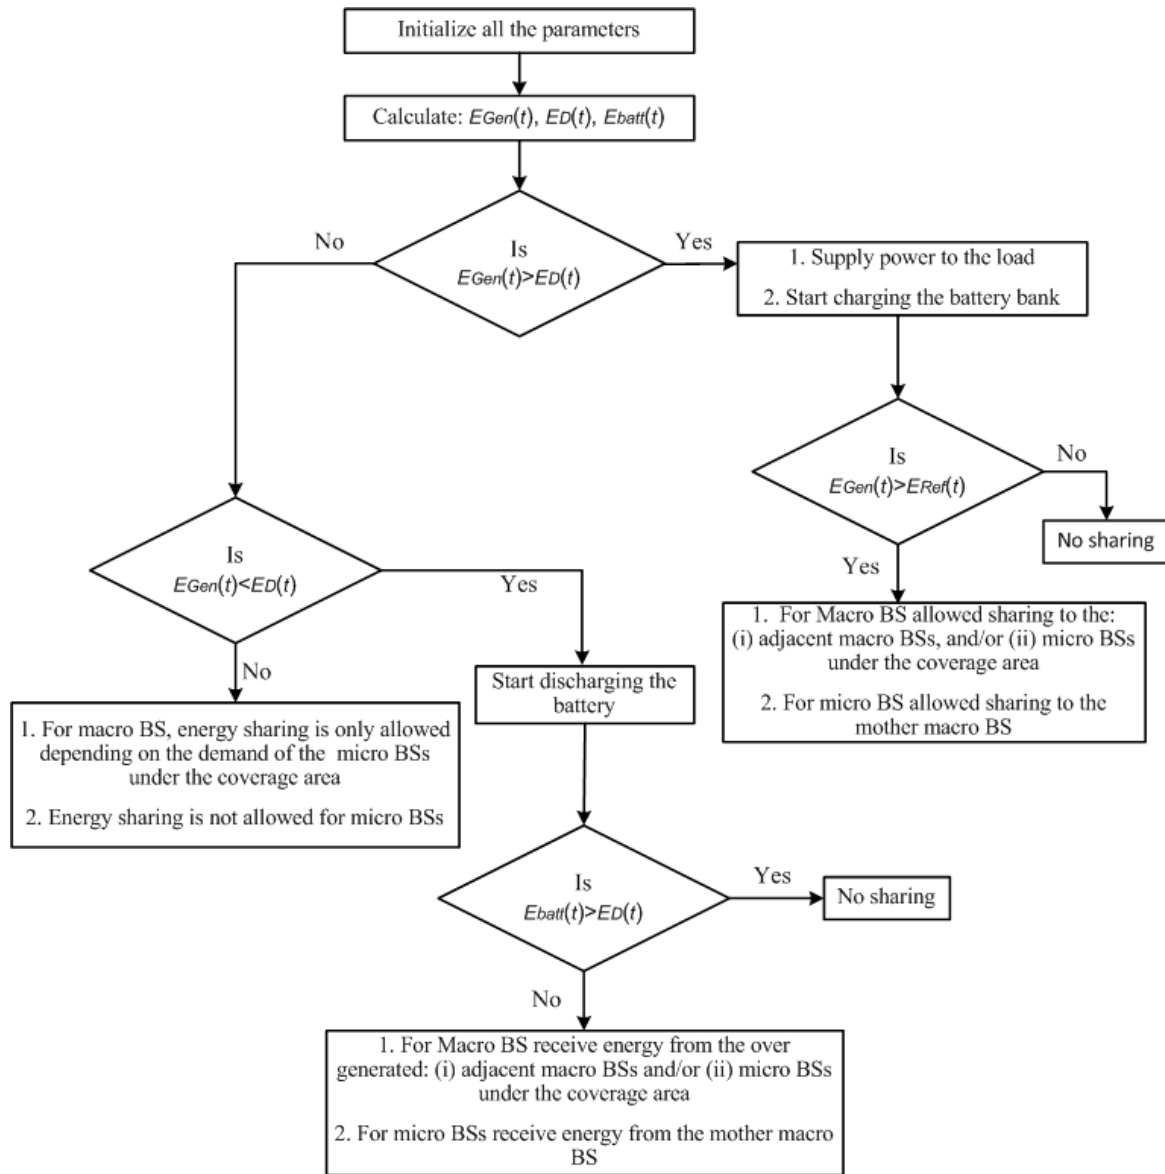 Initialize all the parameters
Calculate: EGen(t), ED(t), Ebatt(t)
Is
EGen(t)>ED(t)
No
Yes
1. Supply power to the load
2. Start charging the battery bank
Is
EGen(t)>ERef(t)
No
No sharing
Yes
1. For Macro BS allowed sharing to the:
(i) adjacent macro BSs, and/or (ii) micro BSs
under the coverage area
2. For micro BS allowed sharing to the
mother macro BS
Is
EGen(t)<ED(t)
Yes
No
1. For macro BS, energy sharing is only allowed
depending on the demand of the micro BSs
under the coverage area
2. Energy sharing is not allowed for micro BSs
Start discharging the
battery
Is
Ebatt(t)>ED(t)
Yes
No sharing
No
1. For Macro BS receive energy from the over
generated: (i) adjacent macro BSs and/or (ii) micro BSs
under the coverage area
2. For micro BSs receive energy from the mother macro
BS